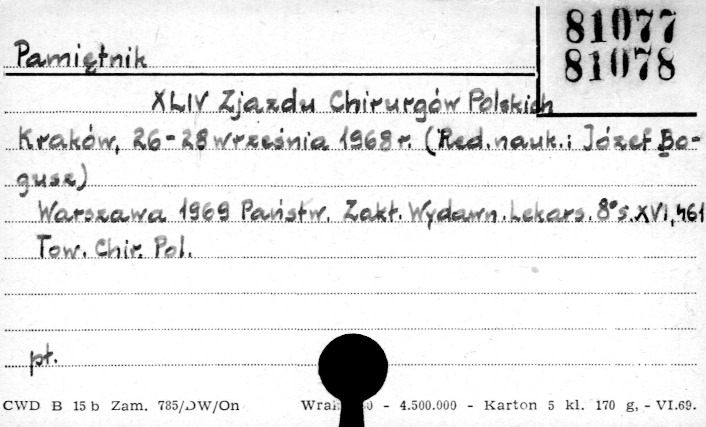 81077
81078
Pamiętnik
XLIV Zjazdu Chirurgów Polskich
Kraków, 26-28 września 1968 r. (Red. nauk.: Józef Bo-
gusz)
Warszawa 1969 Państw. Zakł. Wydawn. Lekars. 8° s. XVI, 461
Tow. Chir. Pol.
pt.
CWD B 15 b Zam. 785/DW/On - 4.500.000 - Karton 5 kl. 170 g, - VI.69.